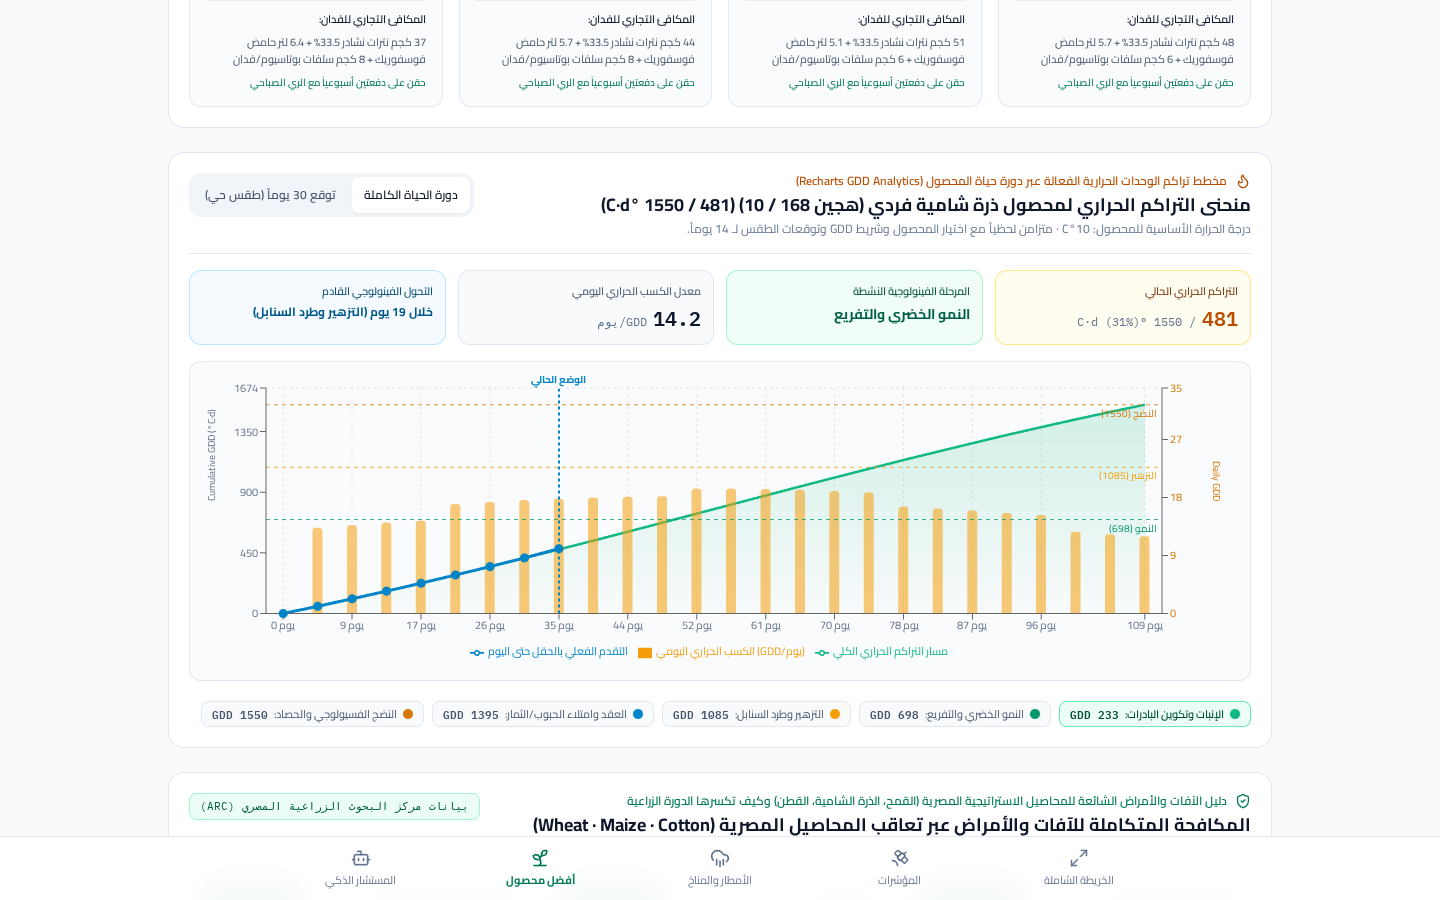 المكافئ التجاري للفدان:
48 كجم نترات نشادر 33.5% + 5.7 لتر حامض
فوسفوريك + 6 كجم سلفات بوتاسيوم/فدان
حقن على دفعتين أسبوعياً مع الري الصباحي
المكافئ التجاري للفدان:
51 كجم نترات نشادر 33.5% + 5.1 لتر حامض
فوسفوريك + 6 كجم سلفات بوتاسيوم/فدان
حقن على دفعتين أسبوعياً مع الري الصباحي
المكافئ التجاري للفدان:
44 كجم نترات نشادر 33.5% + 5.7 لتر حامض
فوسفوريك + 8 كجم سلفات بوتاسيوم/فدان
حقن على دفعتين أسبوعياً مع الري الصباحي
المكافئ التجاري للفدان:
37 كجم نترات نشادر 33.5% + 6.4 لتر حامض
فوسفوريك + 8 كجم سلفات بوتاسيوم/فدان
حقن على دفعتين أسبوعياً مع الري الصباحي
مخطط تراكم الوحدات الحرارية الفعالة عبر دورة حياة المحصول (Recharts GDD Analytics)
منحنى التراكم الحراري لمحصول ذرة شامية فردي (هجين 168 / 10) (481 / 1550 °C·d)
درجة الحرارة الأساسية للمحصول: 10°C · متزامن لحظياً مع اختيار المحصول وشريط GDD وتوقعات الطقس لـ 14 يوماً.
دورة الحياة الكاملة
توقع 30 يوماً (طقس حي)
التراكم الحراري الحالي
481 / 1550 °C·d (31%)
المرحلة الفينولوجية النشطة
النمو الخضري والتفريع
معدل الكسب الحراري اليومي
14.2 GDD/يوم
التحول الفينولوجي القادم
خلال 19 يوم (التزهير وطرد السنابل)
الوضع الحالي
1674
1350
900
450
0
Cumulative GDD (°C·d)
35
27
18
9
0
Daily GDD
النضج (1550)
التزهير (1085)
النمو (698)
يوم 0
يوم 9
يوم 17
يوم 26
يوم 35
يوم 44
يوم 52
يوم 61
يوم 70
يوم 78
يوم 87
يوم 96
يوم 109
مسار التراكم الحراري الكلي
الكسب الحراري اليومي (GDD/يوم)
التقدم الفعلي بالحقل حتى اليوم
الإنبات وتكوين البادرات: 233 GDD
النمو الخضري والتفريع: 698 GDD
التزهير وطرد السنابل: 1085 GDD
العقد وامتلاء الحبوب/الثمار: 1395 GDD
النضج الفسيولوجي والحصاد: 1550 GDD
دليل الآفات والأمراض الشائعة للمحاصيل الاستراتيجية المصرية (القمح، الذرة الشامية، القطن) وكيف تكسرها الدورة الزراعية
المكافحة المتكاملة للآفات والأمراض عبر تعاقب المحاصيل المصرية (Wheat · Maize · Cotton)
بيانات مركز البحوث الزراعية المصري (ARC)
الخريطة الشاملة
المؤشرات
الأمطار والمناخ
أفضل محصول
المستشار الذكي